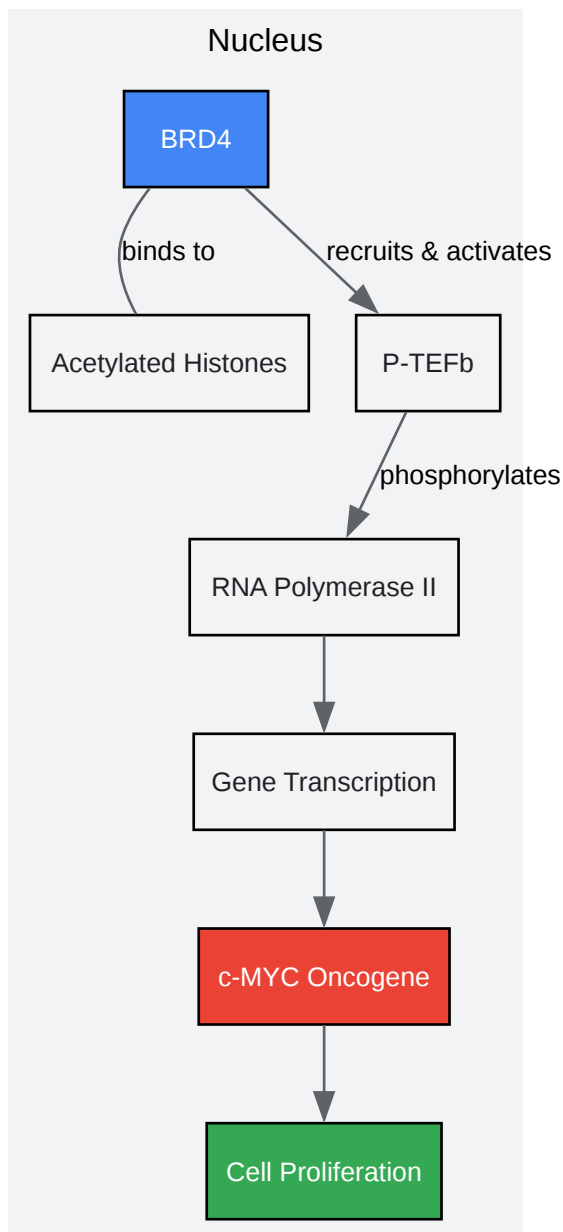 Nucleus
BRD4
binds to
recruits & activates
Acetylated Histones
P-TEFb
phosphorylates
RNA Polymerase II
Gene Transcription
c-MYC Oncogene
Cell Proliferation